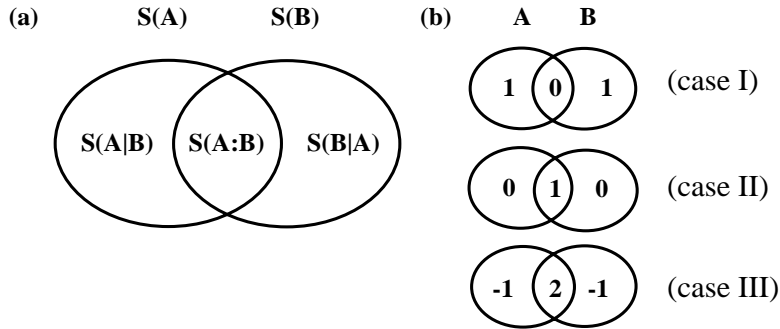 (a) S(A) S(B)
S(A|B) S(A:B) S(B|A)
(b) A B
1 0 1 (case I)
0 1 0 (case II)
-1 2 -1 (case III)